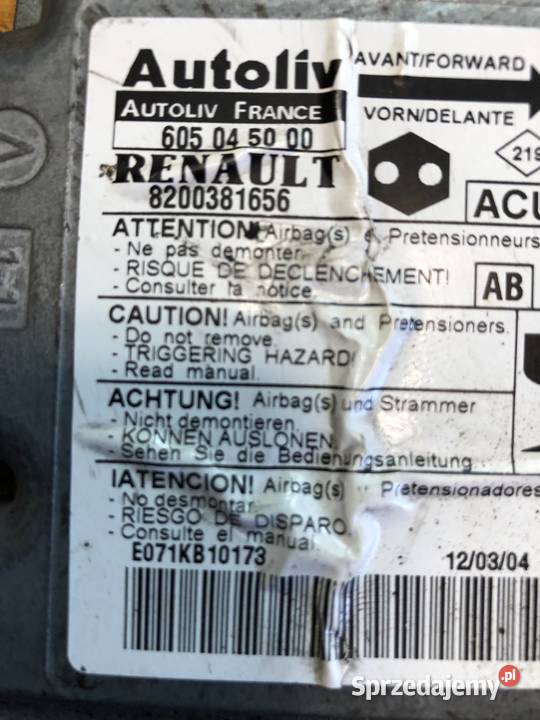 Autoliv
AVANT/FORWARD
AUTOLIV FRANCE
VORN/DELANTE
605 04 50 00
RENAULT
219
8200381656
ACU
ATTENTION! Airbag(s) e Pretensionneurs
- Ne pas demonter.
- RISQUE DE DECLENCHEMENT!
- Consulter la notice.
AB
CAUTION! Airbag(s) and Pretensioners.
- Do not remove.
- TRIGGERING HAZARD!
- Read manual.
ACHTUNG! Airbag(s) und Strammer
- Nicht demontieren.
- KONNEN AUSLONEN.
- Sehen Sie die Bedienungsanleitung.
!ATENCION! Airbag(s) y Pretensionadores
- No desmontar.
- RIESGO DE DISPARO.
- Consulte el manual.
E071KB10173
12/03/04
Sprzedajemy.pl